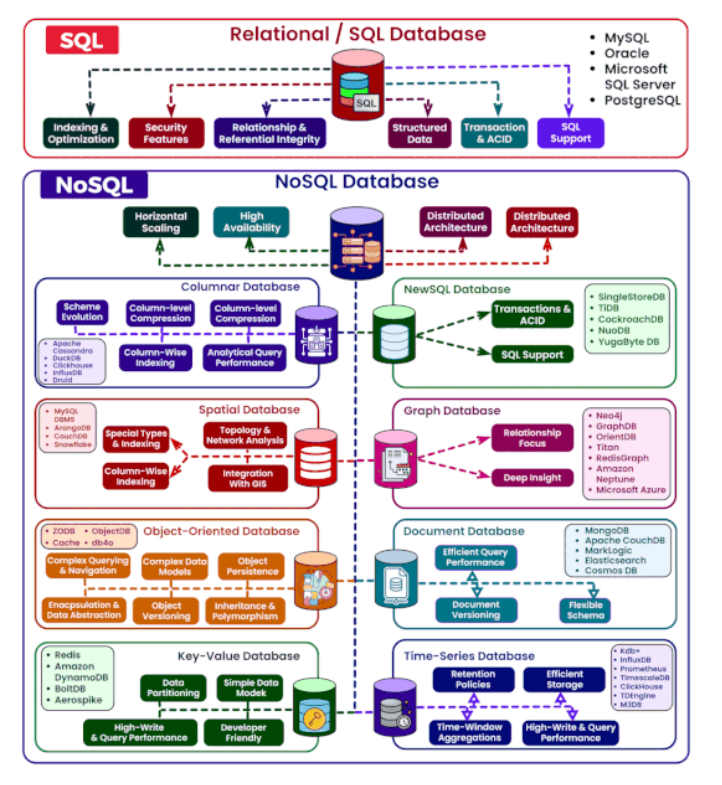 SQL
Relational / SQL Database
• MySQL
• Oracle
• Microsoft
SQL Server
• PostgreSQL
SQL
Indexing &
Optimization
Security
Features
Relationship &
Referential Integrity
Structured
Data
Transaction
& ACID
SQL
Support
NoSQL
NoSQL Database
Horizontal
Scaling
High
Availability
Distributed
Architecture
Distributed
Architecture
Columnar Database
Scheme
Evolution
Column-level
Compression
Column-level
Compression
• Apache
Cassandra
• DuckDB
• Clickhouse
• InfluxDB
• Druid
Column-Wise
Indexing
Analytical Query
Performance
NewSQL Database
Transactions &
ACID
SQL Support
• SingleStoreDB
• TiDB
• CockroachDB
• NuoDB
• YugaByte DB
• MySQL
DBMS
• ArangoDB
• CouchDB
• Snowflake
Spatial Database
Special Types
& Indexing
Topology &
Network Analysis
Column-Wise
Indexing
Integration
With GIS
Graph Database
Relationship
Focus
Deep Insight
• Neo4j
• GraphDB
• OrientDB
• Titan
• RedisGraph
• Amazon
Neptune
• Microsoft Azure
• ZODB • ObjectDB
• Cache • db4o
Object-Oriented Database
Complex Querying
& Navigation
Complex Data
Models
Object
Persistence
Enacpsulation &
Data Abstraction
Object
Versioning
Inheritance &
Polymorphism
Document Database
Efficient Query
Performance
Document
Versioning
Flexible
Schema
• MongoDB
• Apache CouchDB
• MarkLogic
• Elasticsearch
• Cosmos DB
• Redis
• Amazon
DynamoDB
• BoltDB
• Aerospike
Key-Value Database
Data
Partitioning
Simple Data
Modek
High-Write
& Query Performance
Developer
Friendly
Time-Series Database
Retention
Policies
Efficient
Storage
Time-Window
Aggregations
High-Write & Query
Performance
• Kdb+
• InfluxDB
• Prometheus
• TimescaleDB
• ClickHouse
• TDEngine
• M3DB